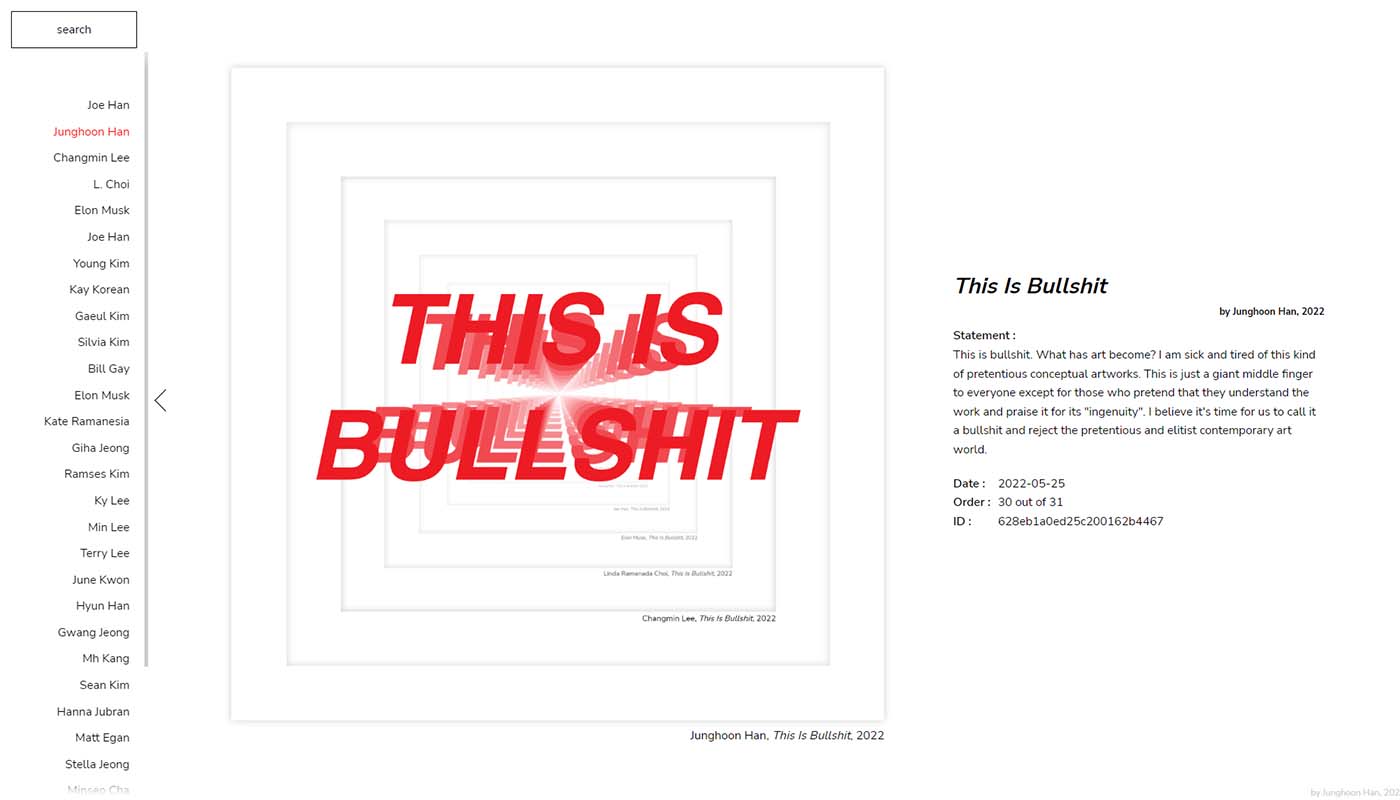 search
Joe Han
Junghoon Han
Changmin Lee
L. Choi
Elon Musk
Joe Han
Young Kim
Kay Korean
Gaeul Kim
Silvia Kim
Bill Gay
Elon Musk
Kate Ramanesia
Giha Jeong
Ramses Kim
Ky Lee
Min Lee
Terry Lee
June Kwon
Hyun Han
Gwang Jeong
Mh Kang
Sean Kim
Hanna Jubran
Matt Egan
Stella Jeong
Minseo Cha
THIS IS
BULLSHIT
Joe Han, This Is Bullshit, 2022
Elon Musk, This Is Bullshit, 2022
Linda Ramenada Choi, This Is Bullshit, 2022
Changmin Lee, This Is Bullshit, 2022
Junghoon Han, This Is Bullshit, 2022
This Is Bullshit
by Junghoon Han, 2022
Statement :
This is bullshit. What has art become? I am sick and tired of this kind
of pretentious conceptual artworks. This is just a giant middle finger
to everyone except for those who pretend that they understand the
work and praise it for its "ingenuity". I believe it's time for us to call it
a bullshit and reject the pretentious and elitist contemporary art
world.
Date : 2022-05-25
Order : 30 out of 31
ID : 628eb1a0ed25c200162b4467
by Junghoon Han, 202